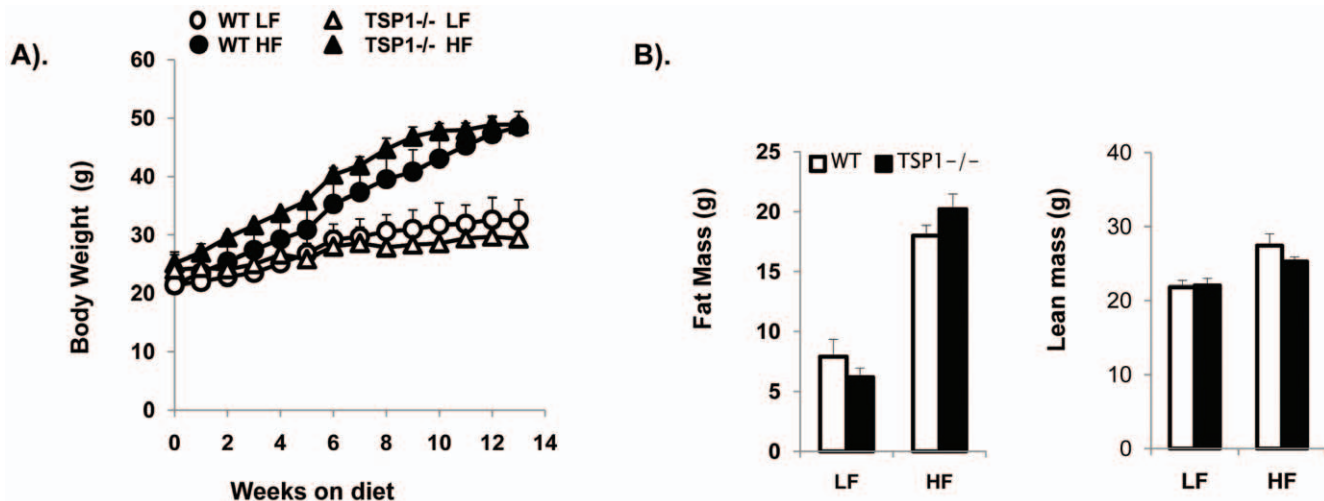 WT LF TSP1-/- LF
WT HF TSP1-/- HF
A).
60
50
40
30
20
10
0
Body Weight (g)
0 2 4 6 8 10 12 14
Weeks on diet
B).
25
20
15
10
5
0
Fat Mass (g)
WT TSP1-/-
LF HF
40
30
20
10
0
Lean mass (g)
LF HF